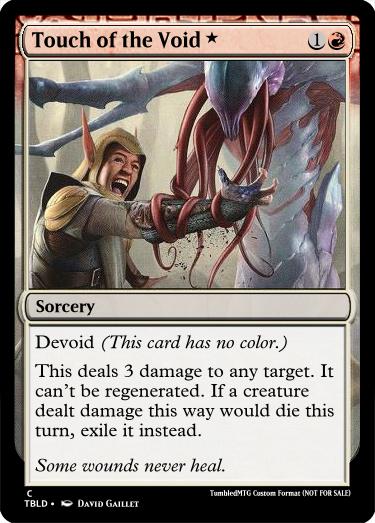 Touch of the Void ★ 1
Sorcery
Devoid (This card has no color.)
This deals 3 damage to any target. It
can't be regenerated. If a creature
dealt damage this way would die this
turn, exile it instead.
Some wounds never heal.
C
TBLD • DAVID GAILLET
TumbledMTG Custom Format (NOT FOR SALE)